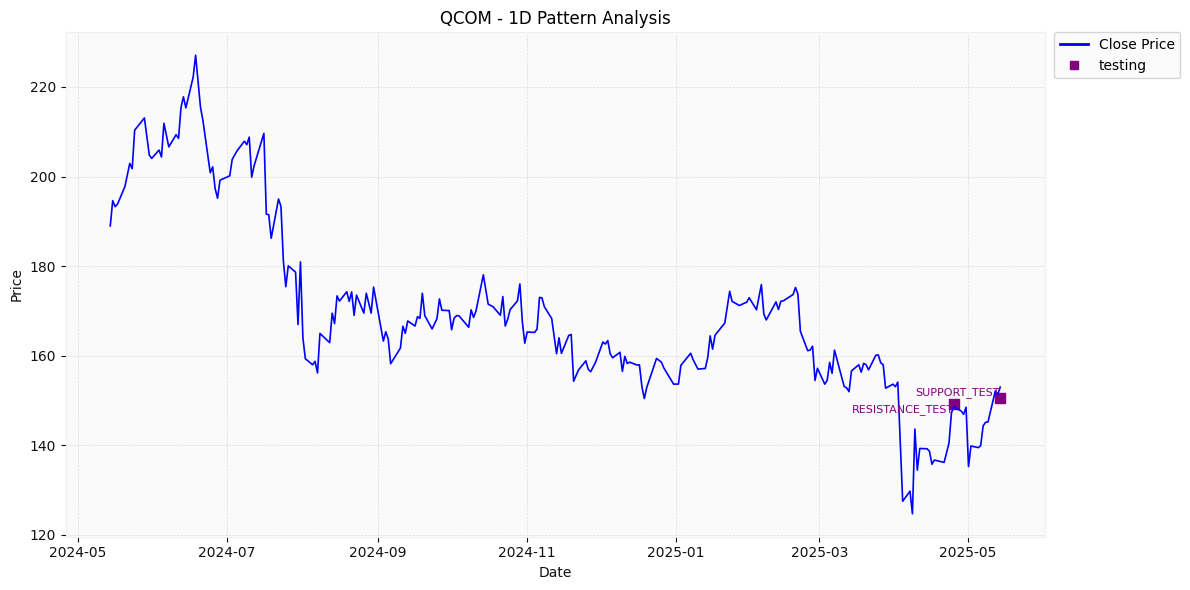 QCOM - 1D Pattern Analysis
Close Price
testing
220
200
180
160
140
120
Price
SUPPORT_TEST
RESISTANCE_TEST
2024-05
2024-07
2024-09
2024-11
2025-01
2025-03
2025-05
Date